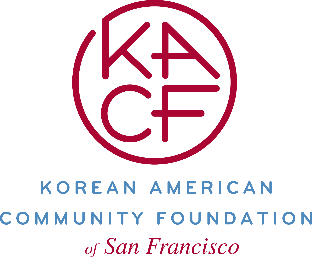 KA
CF
KOREAN AMERICAN
COMMUNITY FOUNDATION
of San Francisco